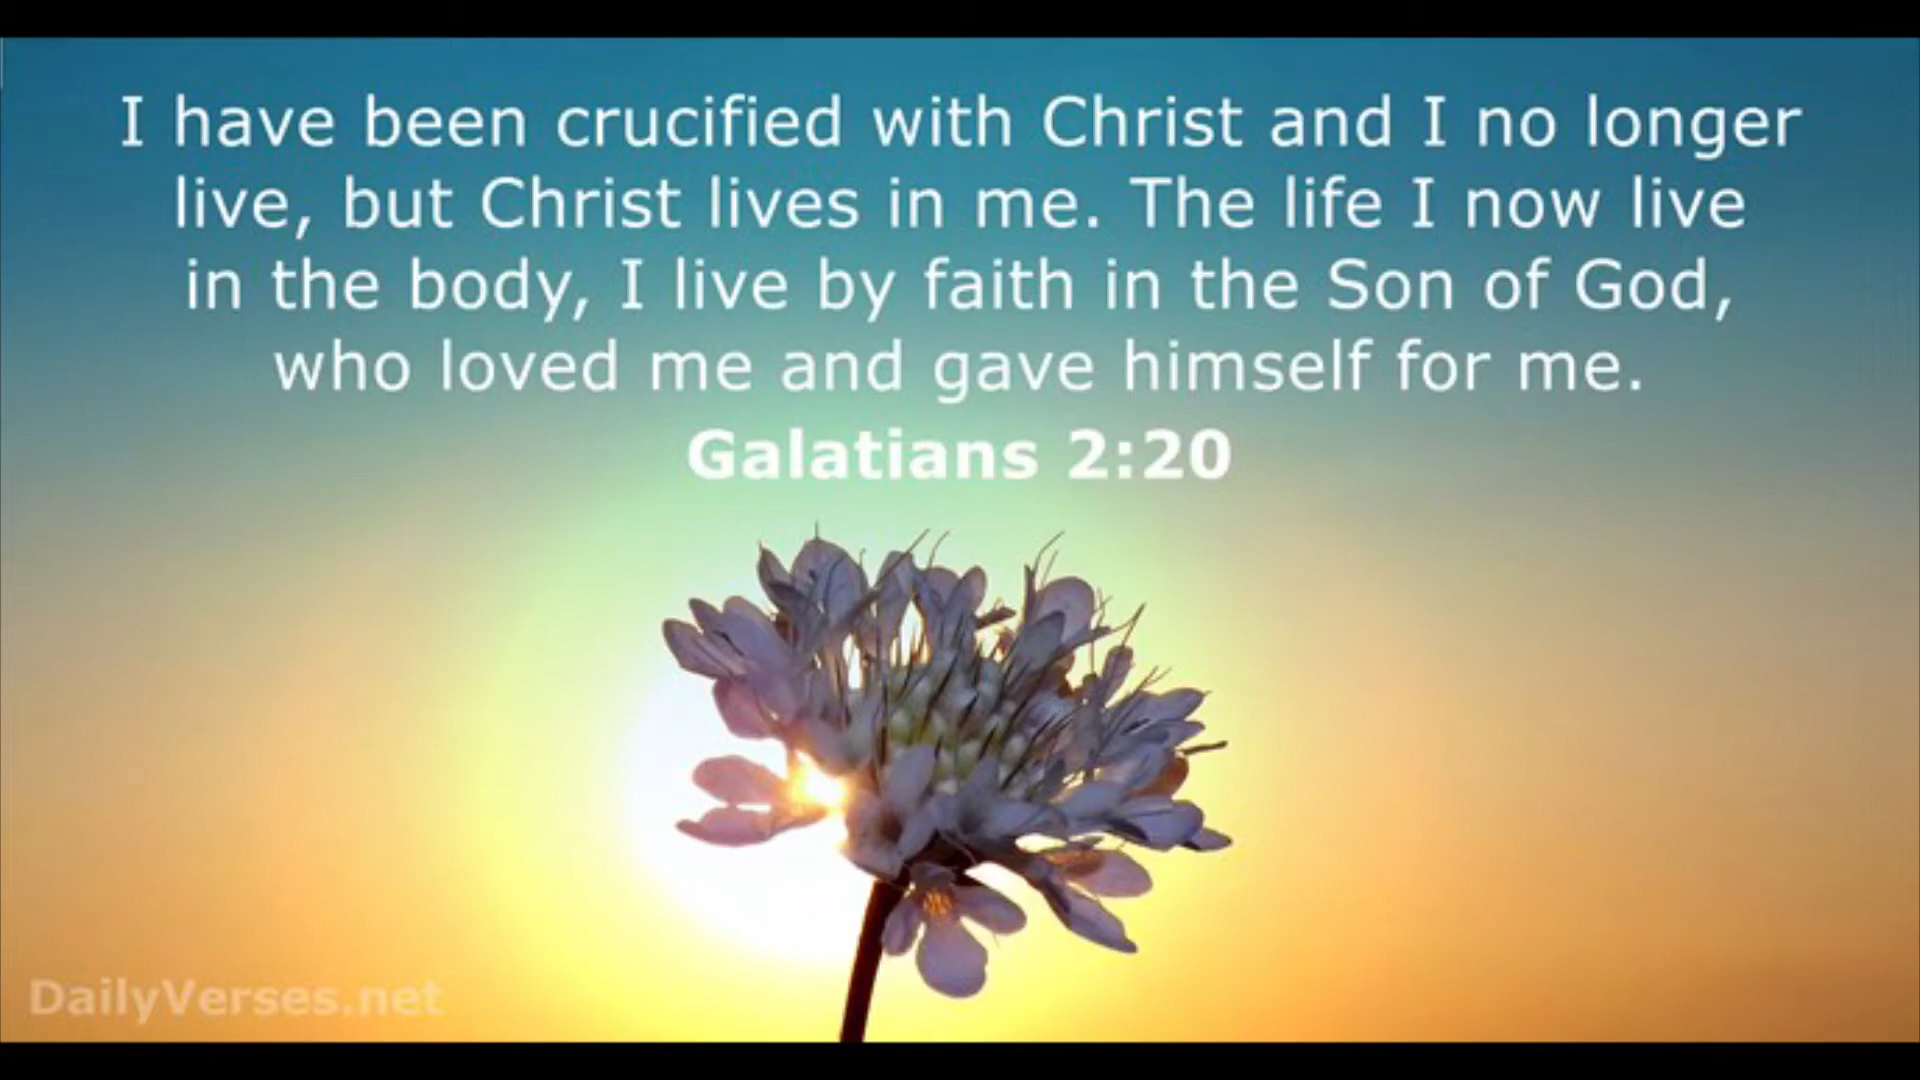 I have been crucified with Christ and I no longer
live, but Christ lives in me. The life I now live
in the body, I live by faith in the Son of God,
who loved me and gave himself for me.
Galatians 2:20
DailyVerses.net